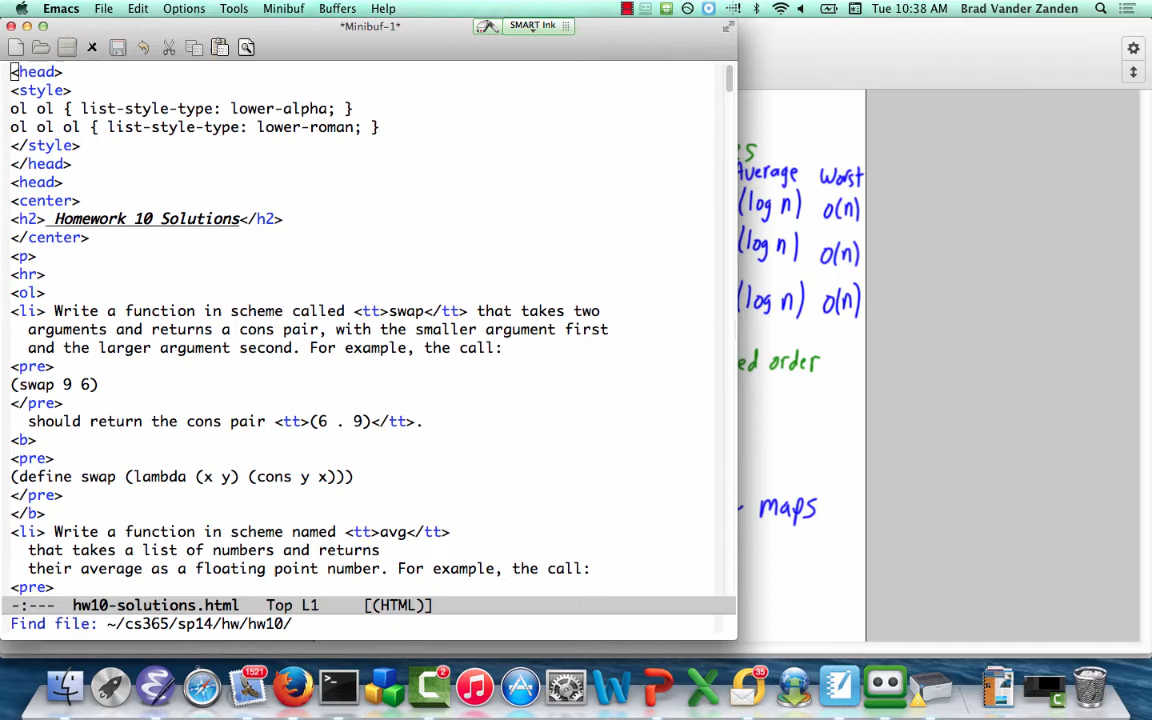 Emacs File Edit Options Tools Minibuf Buffers Help Tue 10:38 AM Brad Vander Zanden
*Minibuf-1* SMART Ink
<head>
<style>
ol ol { list-style-type: lower-alpha; }
ol ol ol { list-style-type: lower-roman; }
</style>
</head>
<head>
<center>
<h2> Homework 10 Solutions</h2>
</center>
<p>
<hr>
<ol>
<li> Write a function in scheme called <tt>swap</tt> that takes two
arguments and returns a cons pair, with the smaller argument first
and the larger argument second. For example, the call:
<pre>
(swap 9 6)
</pre>
should return the cons pair <tt>(6 . 9)</tt>.
<b>
<pre>
(define swap (lambda (x y) (cons y x)))
</pre>
</b>
<li> Write a function in scheme named <tt>avg</tt>
that takes a list of numbers and returns
their average as a floating point number. For example, the call:
<pre>
-:--- hw10-solutions.html Top L1 [(HTML)]
Find file: ~/cs365/sp14/hw/hw10/
es
Average Worst
(log n) O(n)
(log n) O(n)
(log n) O(n)
ed order
- maps
1521
2
35